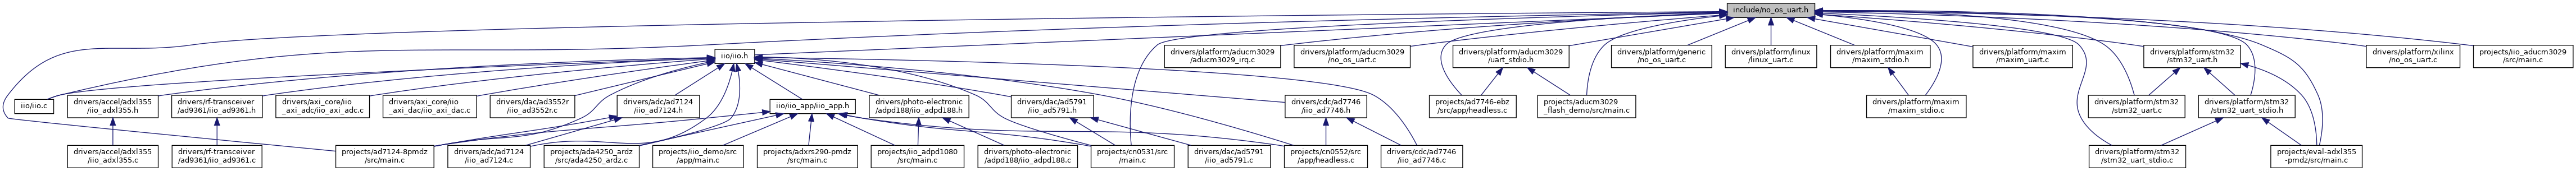 include/no_os_uart.h
iio/iio.h
drivers/platform/aducm3029
/aducm3029_irq.c
drivers/platform/aducm3029
/no_os_uart.c
drivers/platform/aducm3029
/uart_stdio.h
drivers/platform/generic
/no_os_uart.c
drivers/platform/linux
/linux_uart.c
drivers/platform/maxim
/maxim_stdio.h
drivers/platform/maxim
/maxim_uart.c
drivers/platform/stm32
/stm32_uart.h
drivers/platform/xilinx
/no_os_uart.c
projects/iio_aducm3029
/src/main.c
iio/iio.c
drivers/accel/adxl355
/iio_adxl355.h
drivers/rf-transceiver
/ad9361/iio_ad9361.h
drivers/axi_core/iio
_axi_adc/iio_axi_adc.c
drivers/axi_core/iio
_axi_dac/iio_axi_dac.c
drivers/dac/ad3552r
/iio_ad3552r.c
drivers/adc/ad7124
/iio_ad7124.h
iio/iio_app/iio_app.h
drivers/photo-electronic
/adpd188/iio_adpd188.h
drivers/dac/ad5791
/iio_ad5791.h
drivers/cdc/ad7746
/iio_ad7746.h
projects/ad7746-ebz
/src/app/headless.c
projects/aducm3029
_flash_demo/src/main.c
drivers/platform/maxim
/maxim_stdio.c
drivers/platform/stm32
/stm32_uart.c
drivers/platform/stm32
/stm32_uart_stdio.h
drivers/accel/adxl355
/iio_adxl355.c
drivers/rf-transceiver
/ad9361/iio_ad9361.c
projects/ad7124-8pmdz
/src/main.c
drivers/adc/ad7124
/iio_ad7124.c
projects/ada4250_ardz
/src/ada4250_ardz.c
projects/iio_demo/src
/app/main.c
projects/adxrs290-pmdz
/src/main.c
projects/iio_adpd1080
/src/main.c
drivers/photo-electronic
/adpd188/iio_adpd188.c
projects/cn0531/src
/main.c
drivers/dac/ad5791
/iio_ad5791.c
projects/cn0552/src
/app/headless.c
drivers/cdc/ad7746
/iio_ad7746.c
drivers/platform/stm32
/stm32_uart_stdio.c
projects/eval-adxl355
-pmdz/src/main.c